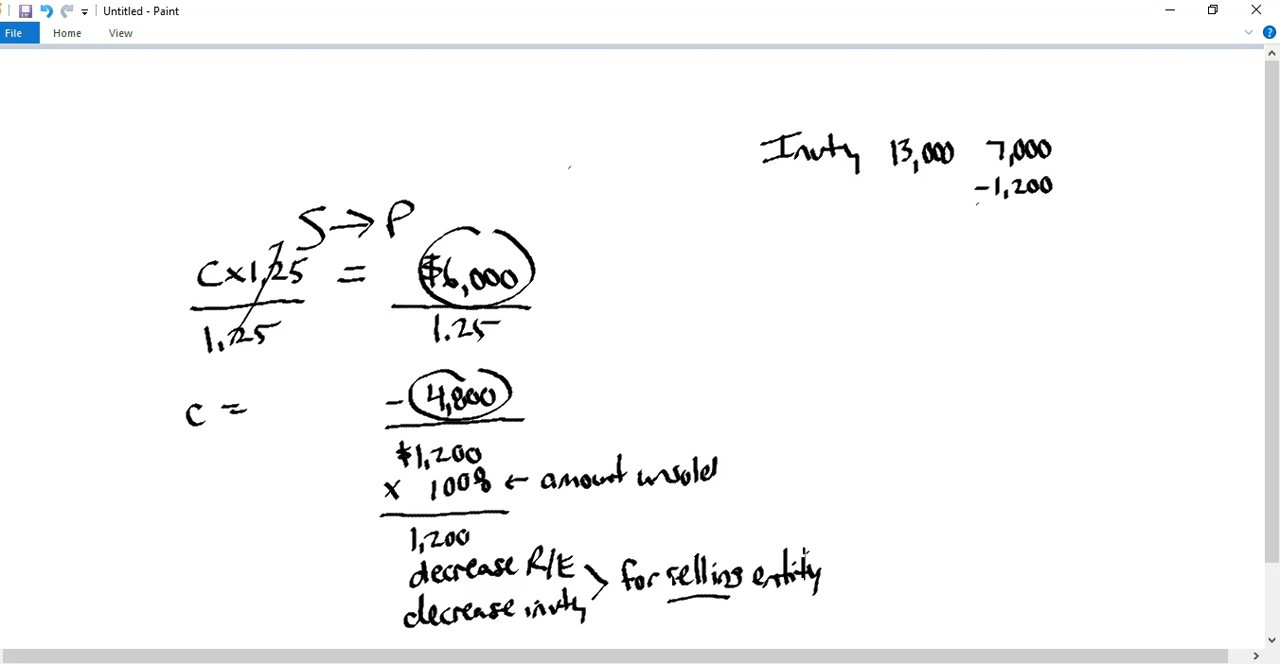 Untitled - Paint
File Home View
Invty 13,000 7,000
-1,200
S → P
C x 1.25 = $6,000
1.25 1.25
C = - 4,800
$1,200
x 100% ← amount unsold
1,200
decrease R/E
decrease invty > for selling entity